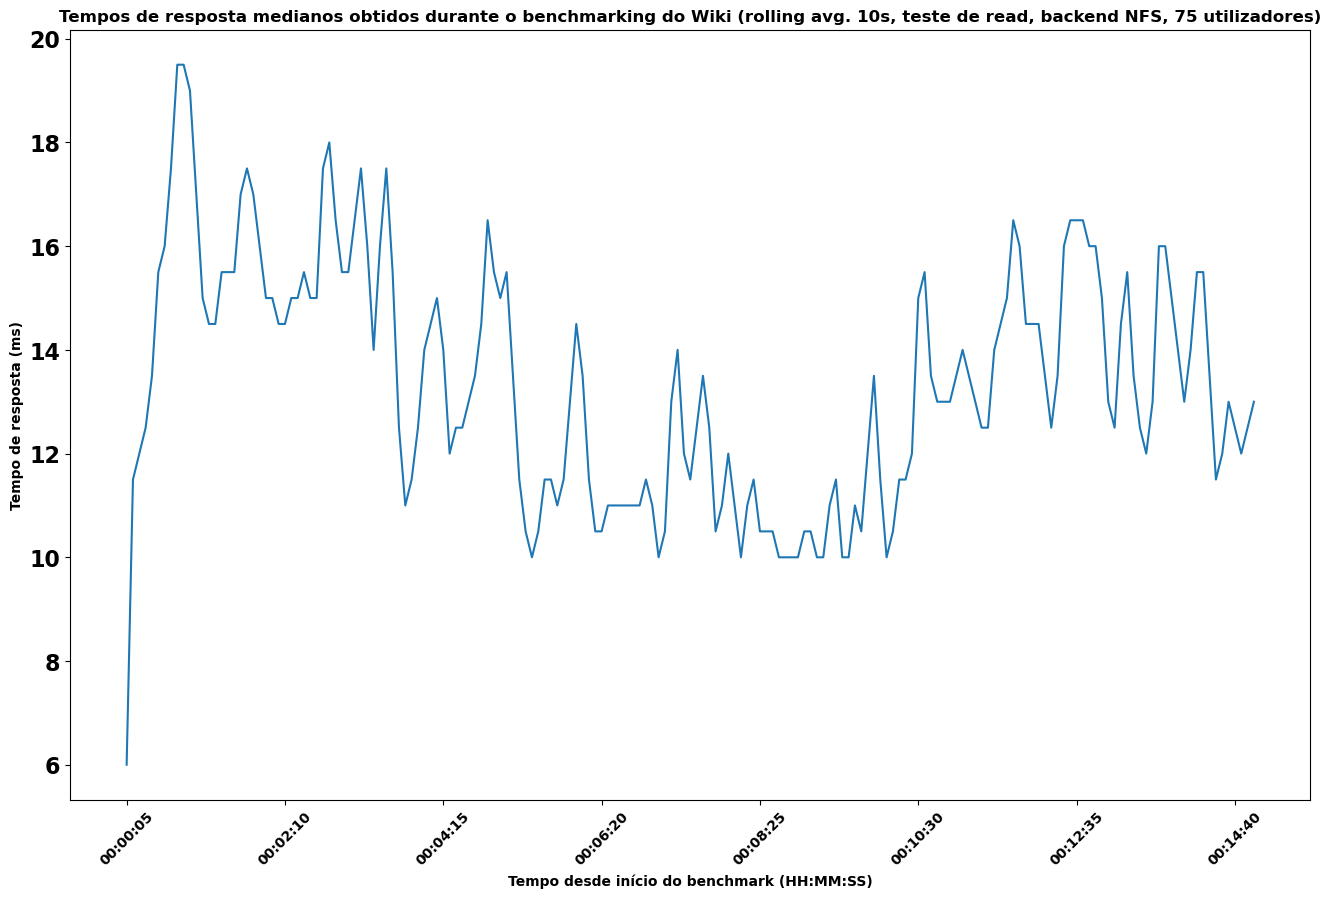 Tempos de resposta medianos obtidos durante o benchmarking do Wiki (rolling avg. 10s, teste de read, backend NFS, 75 utilizadores)
20
18
16
14
12
10
8
6
Tempo de resposta (ms)
00:00:05 00:02:10 00:04:15 00:06:20 00:08:25 00:10:30 00:12:35 00:14:40
Tempo desde início do benchmark (HH:MM:SS)